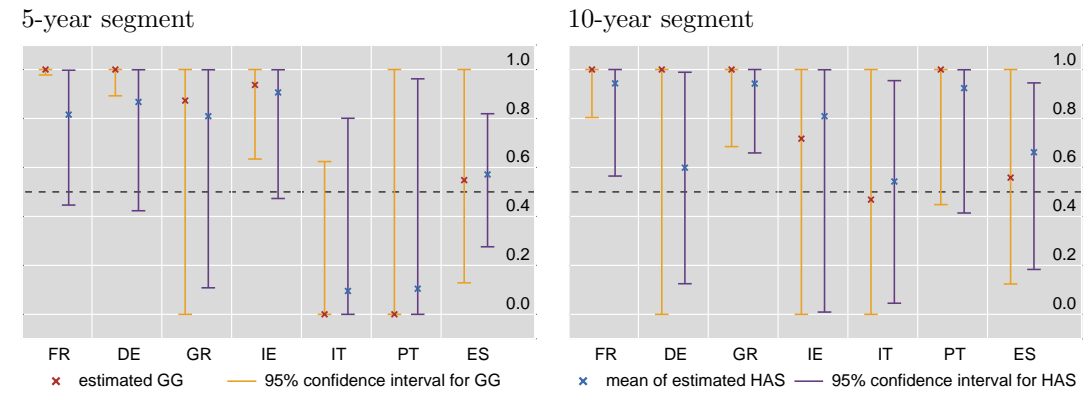 5-year segment
10-year segment
1.0
0.8
0.6
0.4
0.2
0.0
FR DE GR IE IT PT ES
1.0
0.8
0.6
0.4
0.2
0.0
FR DE GR IE IT PT ES
estimated GG 95% confidence interval for GG mean of estimated HAS 95% confidence interval for HAS